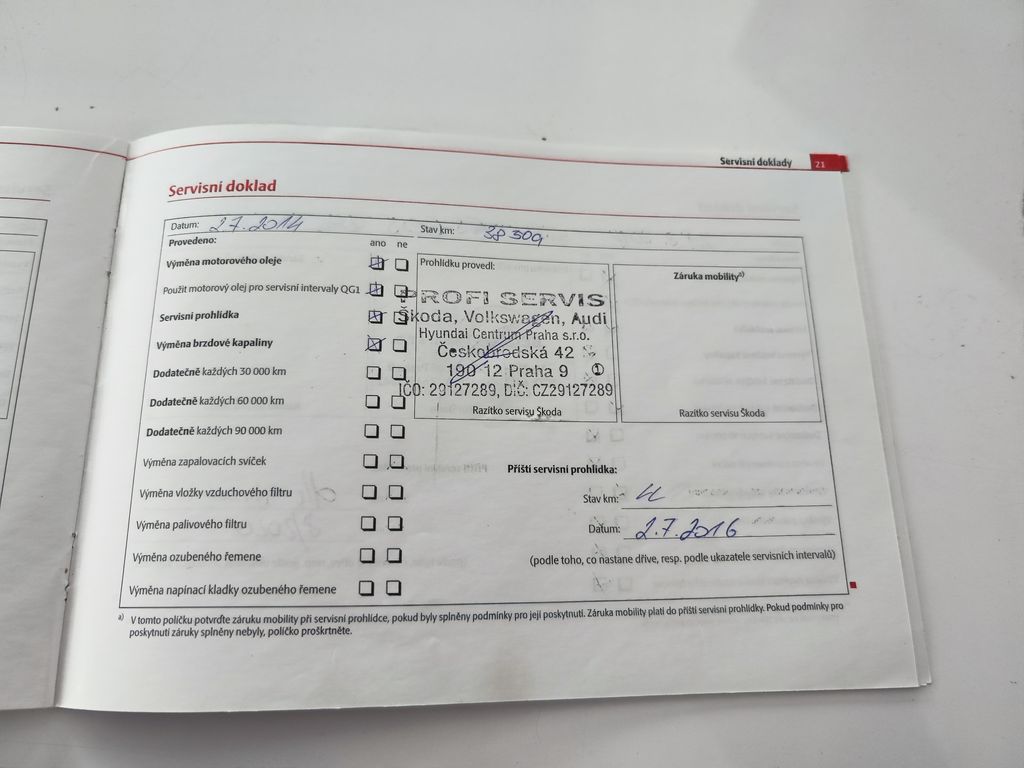 Servisní doklady 21
Servisní doklad
Datum: 2.7.2014 Stav km:
Provedeno: ano ne
Výměna motorového oleje
Použit motorový olej pro servisní intervaly QG1
Servisní prohlídka
Výměna brzdové kapaliny
Dodatečně každých 30 000 km
Dodatečně každých 60 000 km
Dodatečně každých 90 000 km
Výměna zapalovacích svíček
Výměna vložky vzduchového filtru
Výměna palivového filtru
Výměna ozubeného řemene
Výměna napínací kladky ozubeného řemene
Prohlídku provedl:
PROFI SERVIS
Škoda, Volkswagen, Audi
Hyundai Centrum Praha s.r.o.
Českobrodská 42
190 12 Praha 9 1
IČO: 29127289, DIČ: CZ29127289
Razítko servisu Škoda
Záruka mobility a)
Razítko servisu Škoda
Příští servisní prohlídka:
Stav km:
Datum: 2.7.2016
(podle toho, co nastane dříve, resp. podle ukazatele servisních intervalů)
a) V tomto políčku potvrďte záruku mobility při servisní prohlídce, pokud byly splněny podmínky pro její poskytnutí. Záruka mobility platí do příští servisní prohlídky. Pokud podmínky pro
poskytnutí záruky splněny nebyly, políčko proškrtněte.